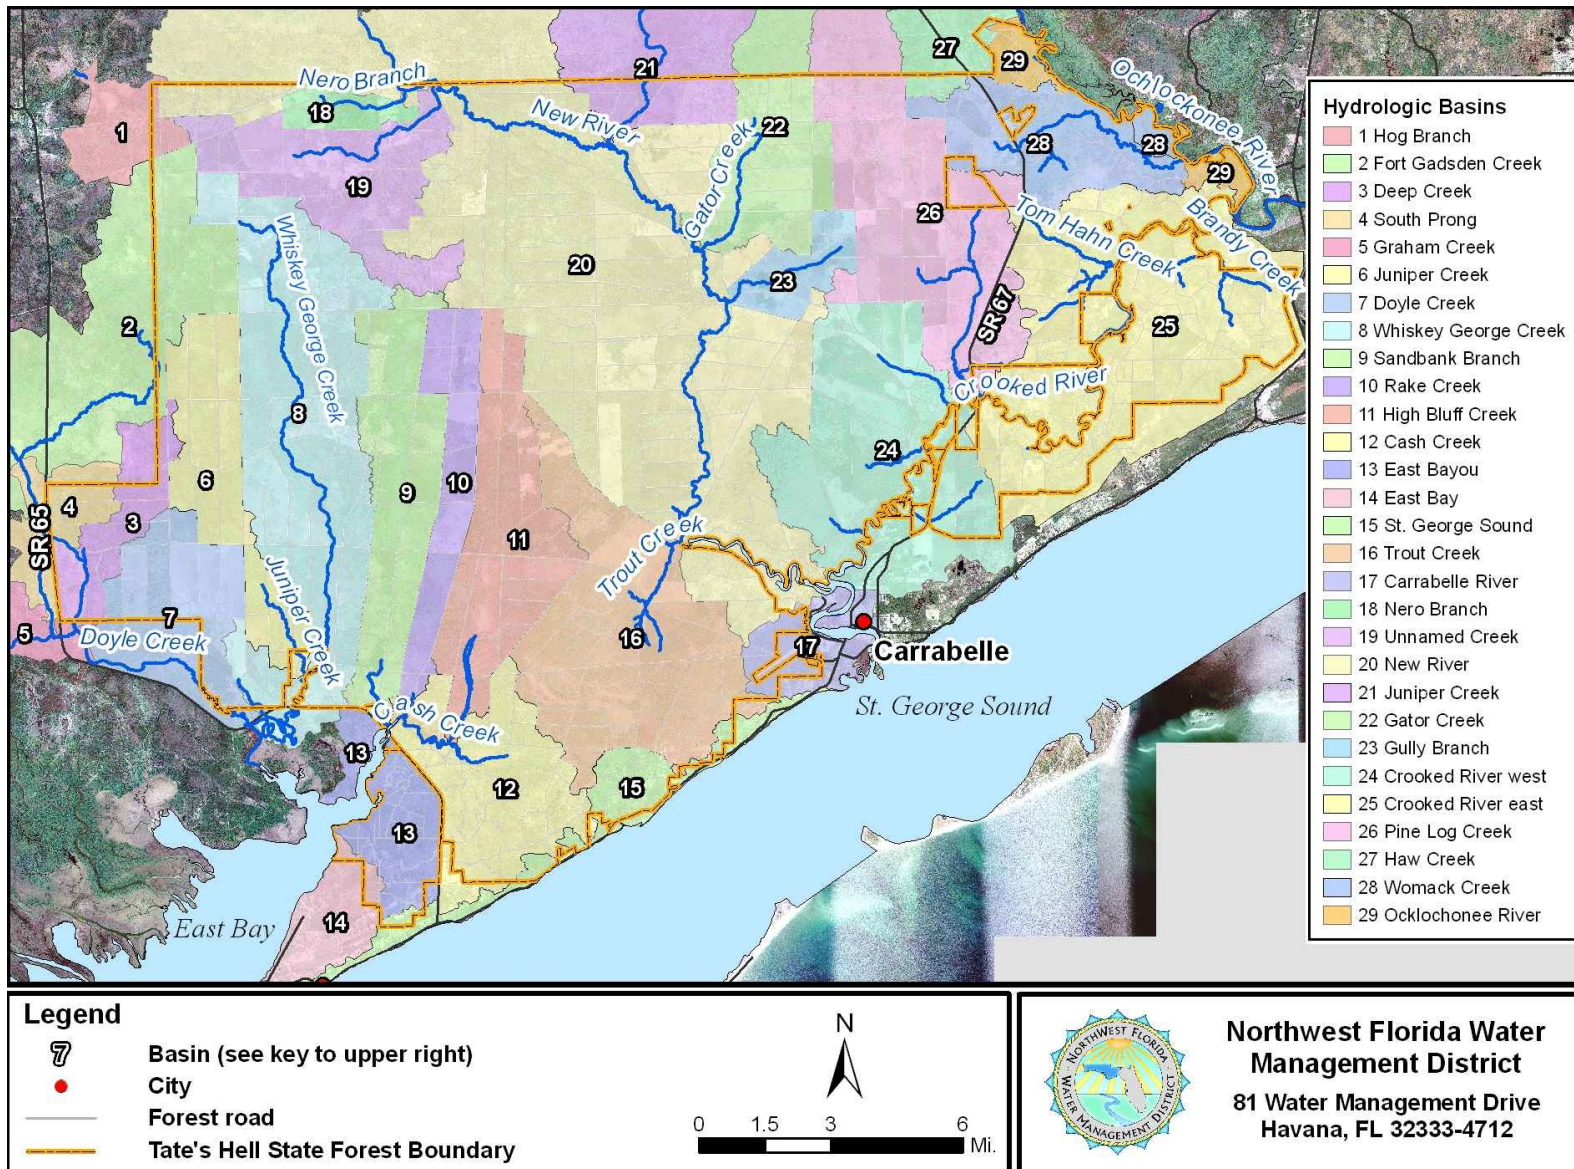 Nero Branch
New River
Gator Creek
Ochlockonee River
Brandy Creek
Tom Hahn Creek
SR 67
Crooked River
Whiskey George Creek
SR 65
Juniper Creek
Doyle Creek
Cash Creek
Trout Creek
Carrabelle
St. George Sound
East Bay
1
2
3
4
5
6
7
8
9
10
11
12
13
13
14
15
16
17
18
19
20
21
22
23
24
25
26
27
28
28
29
29
Hydrologic Basins
1 Hog Branch
2 Fort Gadsden Creek
3 Deep Creek
4 South Prong
5 Graham Creek
6 Juniper Creek
7 Doyle Creek
8 Whiskey George Creek
9 Sandbank Branch
10 Rake Creek
11 High Bluff Creek
12 Cash Creek
13 East Bayou
14 East Bay
15 St. George Sound
16 Trout Creek
17 Carrabelle River
18 Nero Branch
19 Unnamed Creek
20 New River
21 Juniper Creek
22 Gator Creek
23 Gully Branch
24 Crooked River west
25 Crooked River east
26 Pine Log Creek
27 Haw Creek
28 Womack Creek
29 Ocklochonee River
Legend
7 Basin (see key to upper right)
City
Forest road
Tate's Hell State Forest Boundary
N
0 1.5 3 6
Mi.
NORTHWEST FLORIDA
WATER MANAGEMENT DISTRICT
Northwest Florida Water
Management District
81 Water Management Drive
Havana, FL 32333-4712